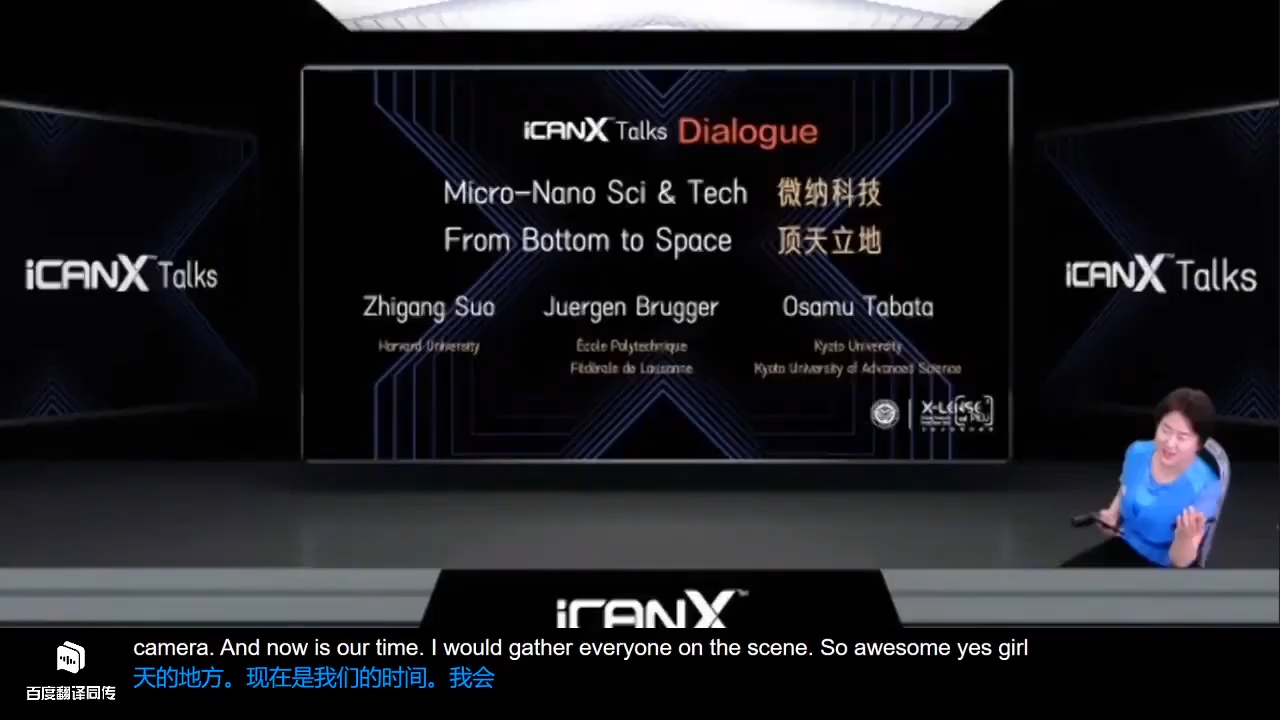 iCANX Talks Dialogue
Micro-Nano Sci & Tech 微纳科技
From Bottom to Space 顶天立地
iCANX Talks
iCANX Talks
Zhigang Suo Juergen Brugger Osamu Tabata
Harvard University École Polytechnique Kyoto University
Fédérale de Lausanne Kyoto University of Advanced Science
X-LENSE
iCANX
camera. And now is our time. I would gather everyone on the scene. So awesome yes girl
天的地方。现在是我们的时间。我会
百度翻译同传